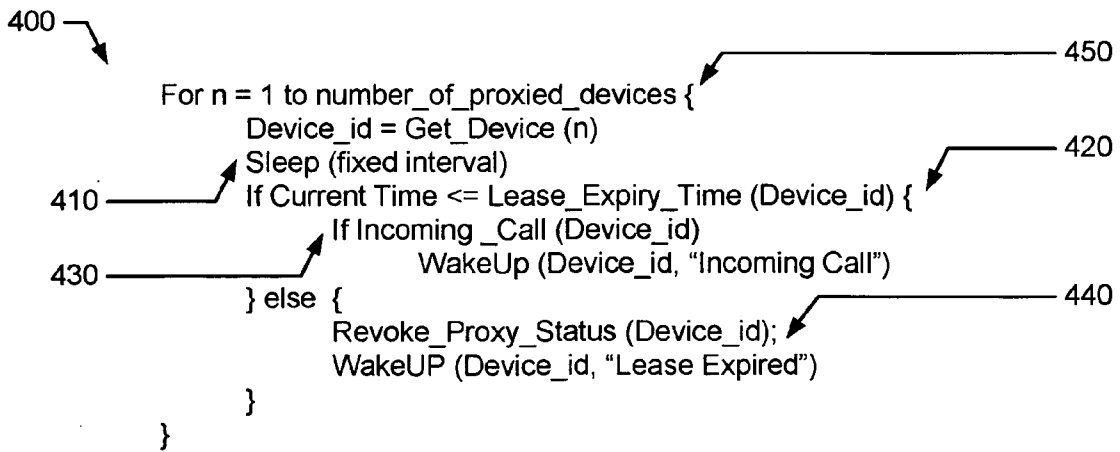 400
450
For n = 1 to number_of_proxied_devices {
Device_id = Get_Device (n)
Sleep (fixed interval)
420
410
If Current Time <= Lease_Expiry_Time (Device_id) {
If Incoming _Call (Device_id)
430
WakeUp (Device_id, “Incoming Call”)
} else {
440
Revoke_Proxy_Status (Device_id);
WakeUP (Device_id, “Lease Expired”)
}
}